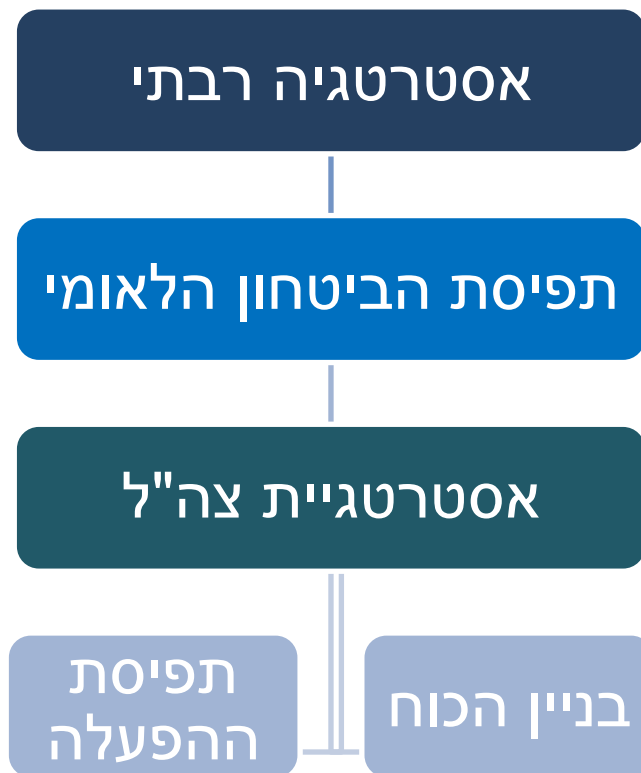 אסטרטגיה רבתי
תפיסת הביטחון הלאומי
אסטרטגיית צה"ל
בניין הכוח
תפיסת
ההפעלה